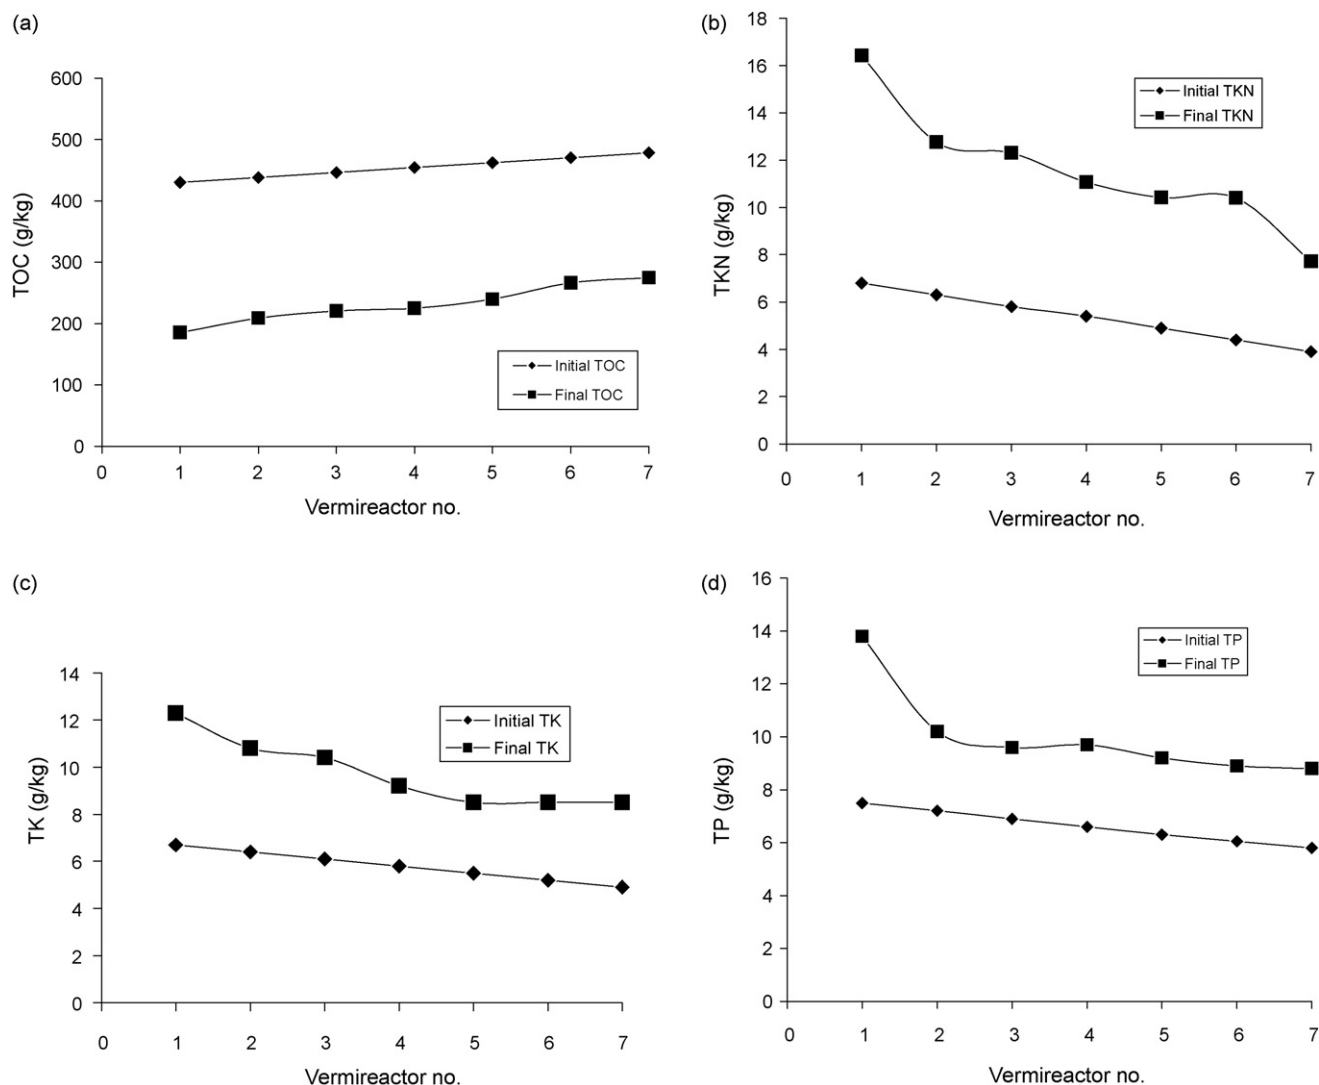 (a)
600
500
400
300
200
100
0
TOC (g/kg)
0 1 2 3 4 5 6 7
Vermireactor no.
Initial TOC
Final TOC
(b)
18
16
14
12
10
8
6
4
2
0
TKN (g/kg)
0 1 2 3 4 5 6 7
Vermireactor no.
Initial TKN
Final TKN
(c)
14
12
10
8
6
4
2
0
TK (g/kg)
0 1 2 3 4 5 6 7
Vermireactor no.
Initial TK
Final TK
(d)
16
14
12
10
8
6
4
2
0
TP (g/kg)
0 1 2 3 4 5 6 7
Vermireactor no.
Initial TP
Final TP